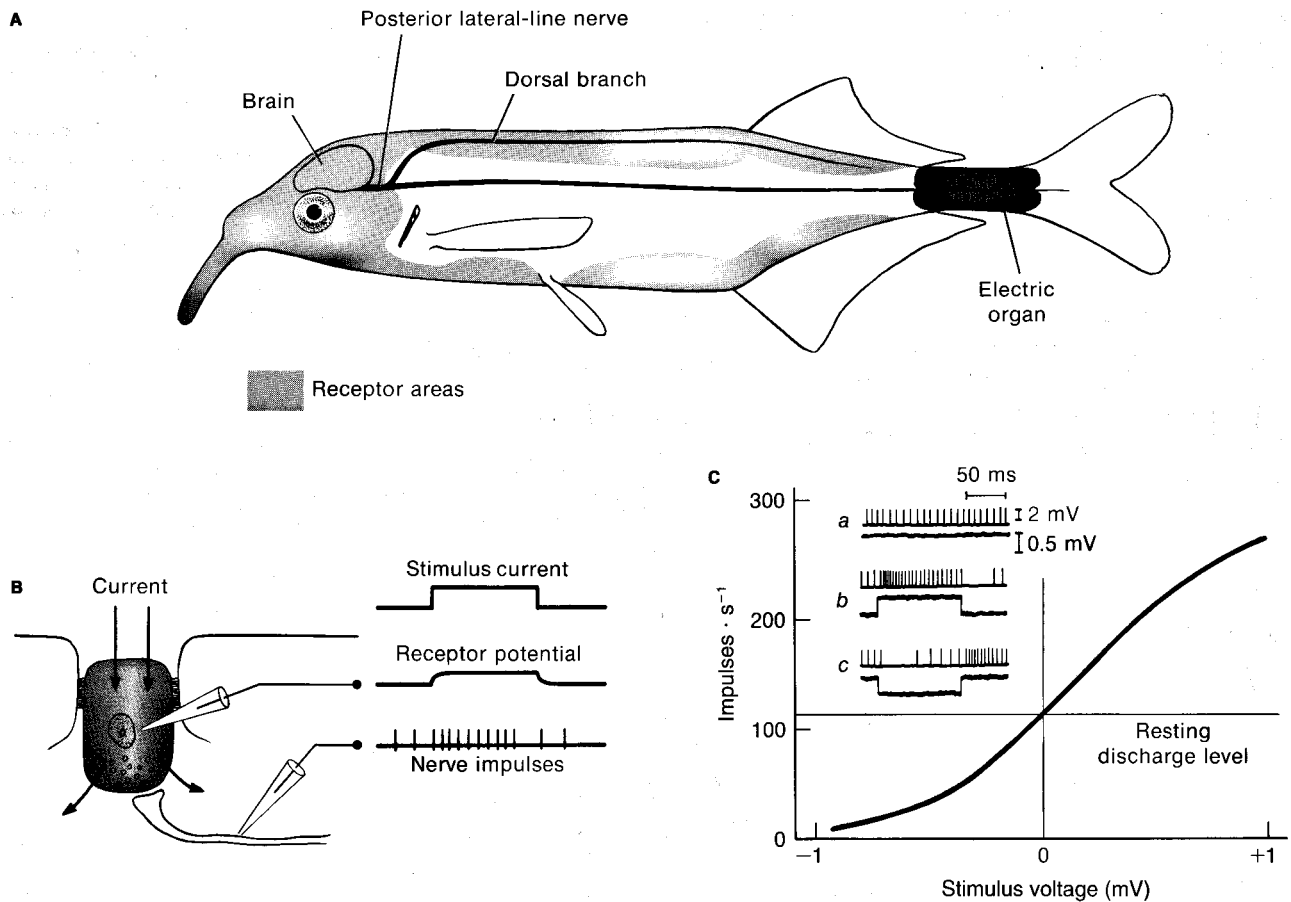 A
Posterior lateral-line nerve
Dorsal branch
Brain
Electric
organ
Receptor areas
B
Current
Stimulus current
Receptor potential
Nerve impulses
C
50 ms
300
a
2 mV
0.5 mV
b
200
c
Impulses · s⁻¹
100
Resting
discharge level
0
−1
0
+1
Stimulus voltage (mV)